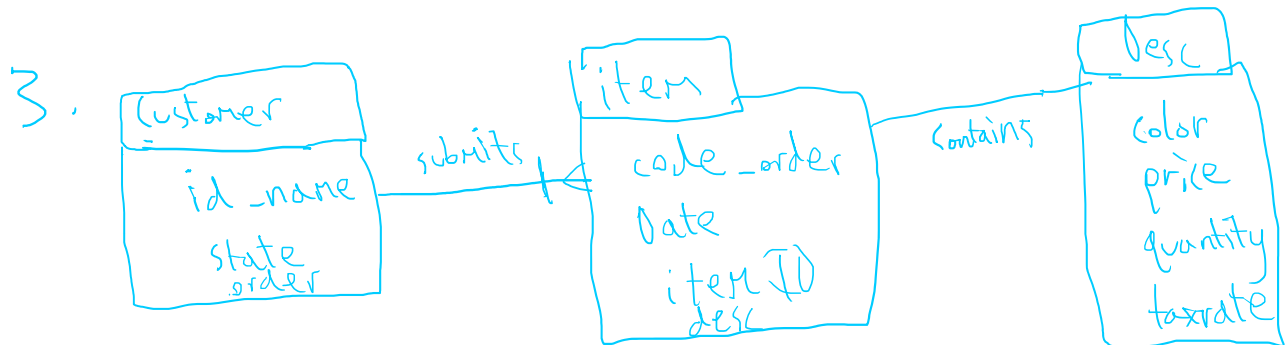 3.
Customer
id_name
state
order
submits
item
code_order
Date
item ID
desc
contains
Desc
color
price
quantity
taxrate